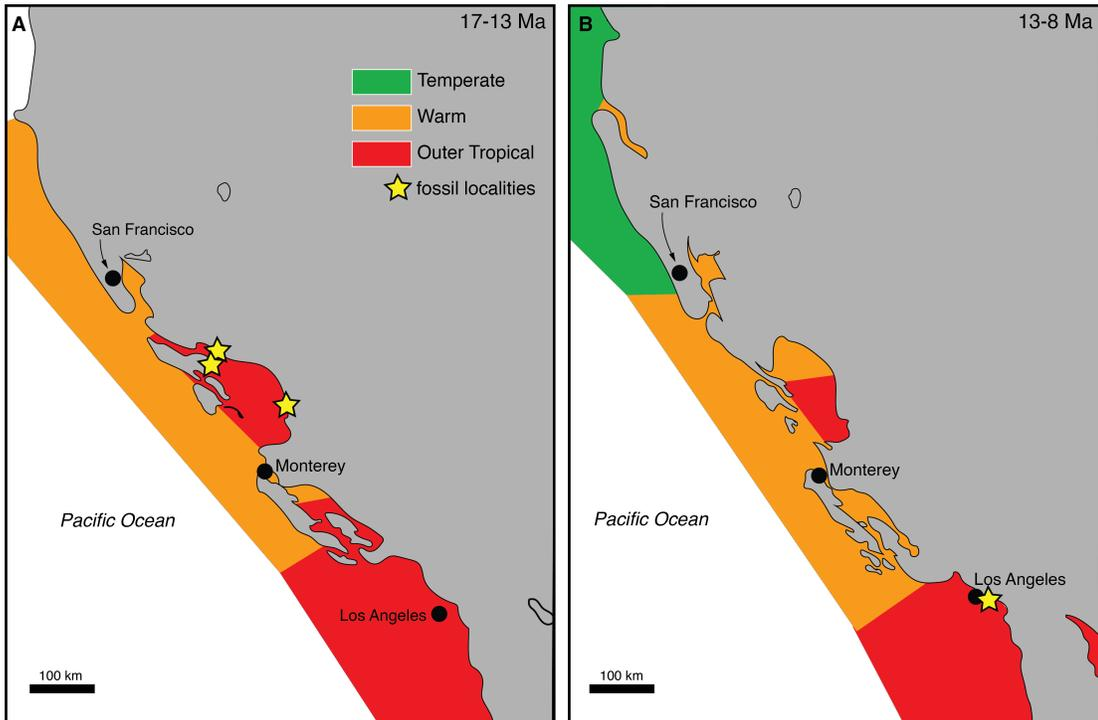 A
17-13 Ma
Temperate
Warm
Outer Tropical
fossil localities
San Francisco
Monterey
Pacific Ocean
Los Angeles
100 km
B
13-8 Ma
San Francisco
Monterey
Pacific Ocean
Los Angeles
100 km